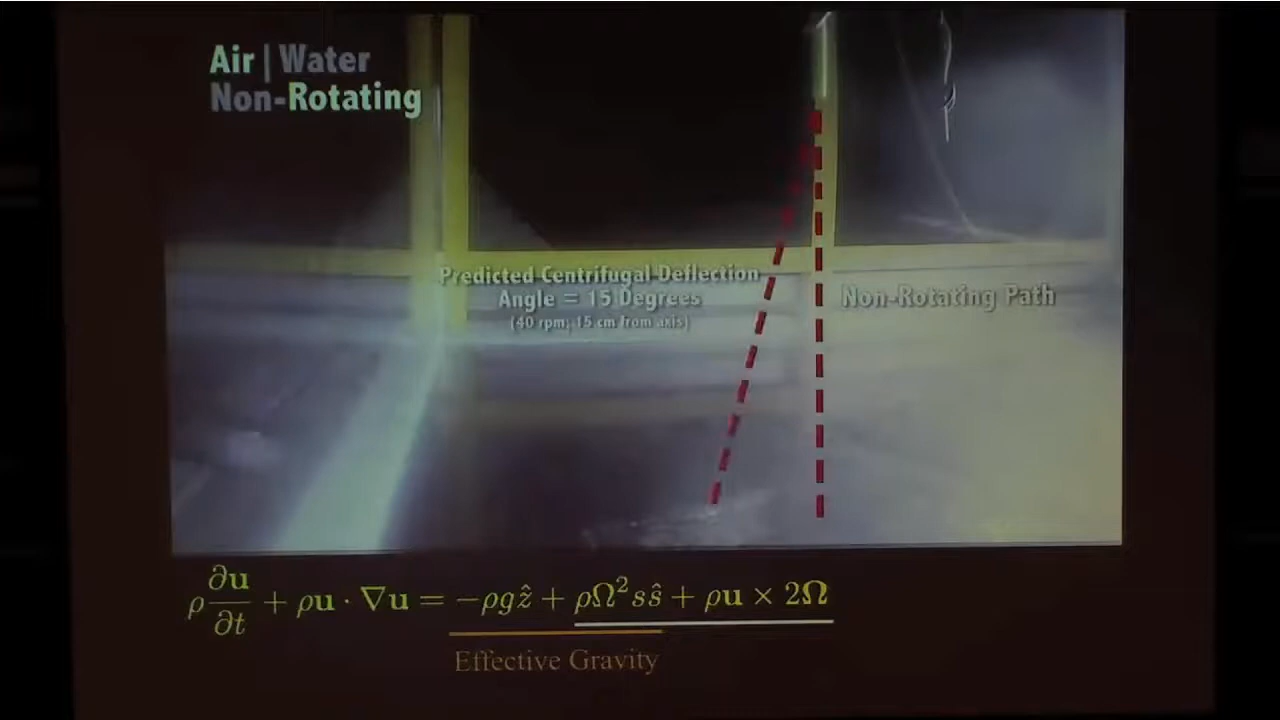 Air | Water
Non-Rotating
Predicted Centrifugal Deflection
Angle = 15 Degrees
(40 rpm; 15 cm from axis)
Non-Rotating Path
ρ ∂𝐮/∂t + ρ𝐮 · ∇𝐮 = −ρgẑ + ρΩ²sŝ + ρ𝐮 × 2𝛀
Effective Gravity